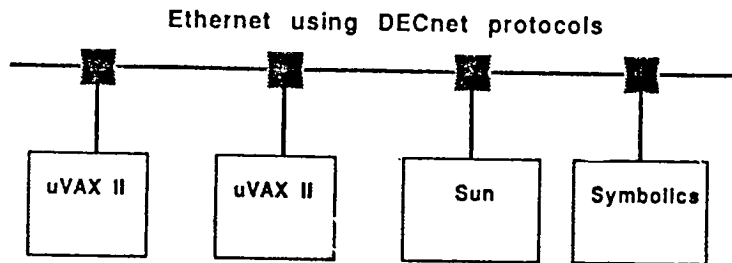 Ethernet using DECnet protocols
uVAX II
uVAX II
Sun
Symbolics